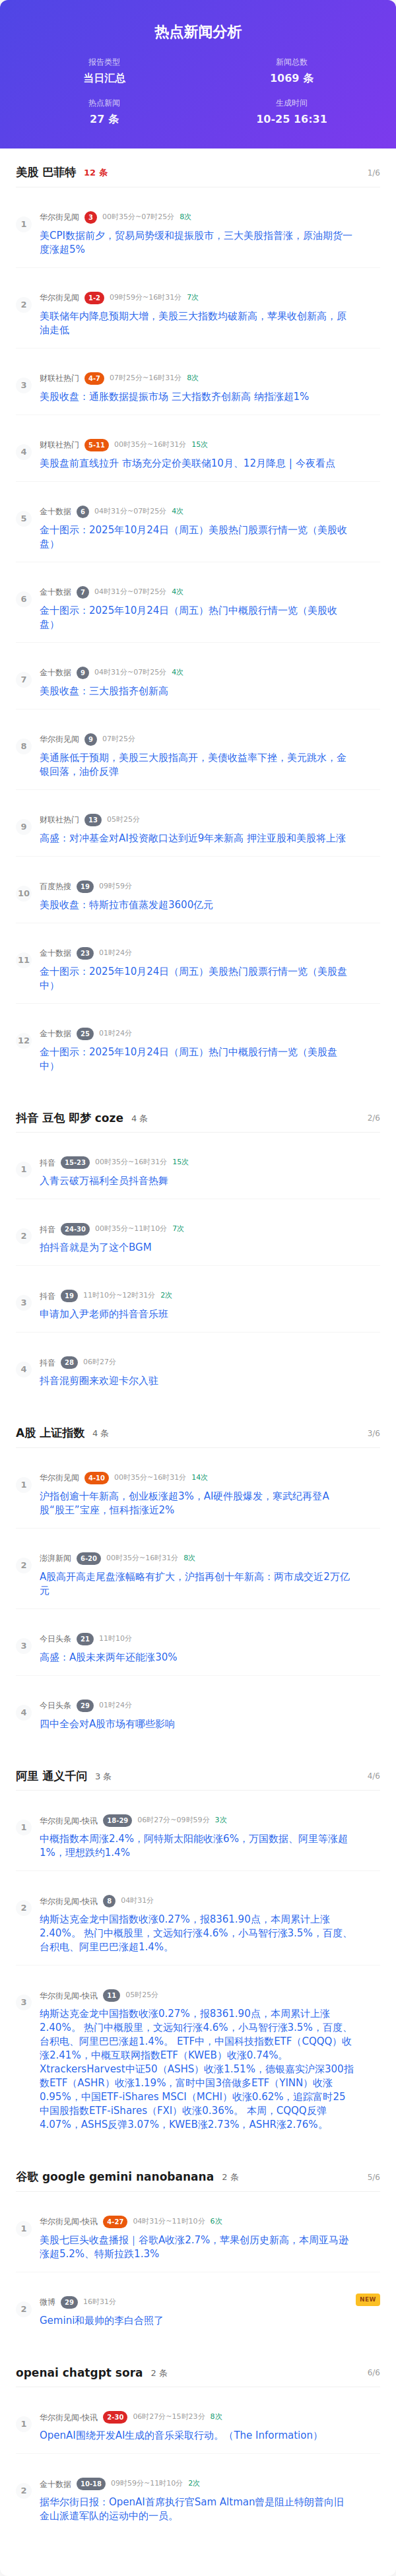 热点新闻分析
报告类型
当日汇总
新闻总数
1069 条
热点新闻
27 条
生成时间
10-25 16:31
美股 巴菲特 12 条 1/6
1
华尔街见闻 3 00时35分~07时25分 8次
美CPI数据前夕，贸易局势缓和提振股市，三大美股指普涨，原油期货一
度涨超5%
2
华尔街见闻 1-2 09时59分~16时31分 7次
美联储年内降息预期大增，美股三大指数均破新高，苹果收创新高，原
油走低
3
财联社热门 4-7 07时25分~16时31分 8次
美股收盘：通胀数据提振市场 三大指数齐创新高 纳指涨超1%
4
财联社热门 5-11 00时35分~16时31分 15次
美股盘前直线拉升 市场充分定价美联储10月、12月降息 | 今夜看点
5
金十数据 6 04时31分~07时25分 4次
金十图示：2025年10月24日（周五）美股热门股票行情一览（美股收
盘）
6
金十数据 7 04时31分~07时25分 4次
金十图示：2025年10月24日（周五）热门中概股行情一览（美股收
盘）
7
金十数据 9 04时31分~07时25分 4次
美股收盘：三大股指齐创新高
8
华尔街见闻 9 07时25分
美通胀低于预期，美股三大股指高开，美债收益率下挫，美元跳水，金
银回落，油价反弹
9
财联社热门 13 05时25分
高盛：对冲基金对AI投资敞口达到近9年来新高 押注亚股和美股将上涨
10
百度热搜 19 09时59分
美股收盘：特斯拉市值蒸发超3600亿元
11
金十数据 23 01时24分
金十图示：2025年10月24日（周五）美股热门股票行情一览（美股盘
中）
12
金十数据 25 01时24分
金十图示：2025年10月24日（周五）热门中概股行情一览（美股盘
中）
抖音 豆包 即梦 coze 4 条 2/6
1
抖音 15-23 00时35分~16时31分 15次
入青云破万福利全员抖音热舞
2
抖音 24-30 00时35分~11时10分 7次
拍抖音就是为了这个BGM
3
抖音 19 11时10分~12时31分 2次
申请加入尹老师的抖音音乐班
4
抖音 28 06时27分
抖音混剪圈来欢迎卡尔入驻
A股 上证指数 4 条 3/6
1
华尔街见闻 4-10 00时35分~16时31分 14次
沪指创逾十年新高，创业板涨超3%，AI硬件股爆发，寒武纪再登A
股“股王”宝座，恒科指涨近2%
2
澎湃新闻 6-20 00时35分~16时31分 8次
A股高开高走尾盘涨幅略有扩大，沪指再创十年新高：两市成交近2万亿
元
3
今日头条 21 11时10分
高盛：A股未来两年还能涨30%
4
今日头条 29 01时24分
四中全会对A股市场有哪些影响
阿里 通义千问 3 条 4/6
1
华尔街见闻-快讯 18-29 06时27分~09时59分 3次
中概指数本周涨2.4%，阿特斯太阳能收涨6%，万国数据、阿里等涨超
1%，理想跌约1.4%
2
华尔街见闻-快讯 8 04时31分
纳斯达克金龙中国指数收涨0.27%，报8361.90点，本周累计上涨
2.40%。 热门中概股里，文远知行涨4.6%，小马智行涨3.5%，百度、
台积电、阿里巴巴涨超1.4%。
3
华尔街见闻-快讯 11 05时25分
纳斯达克金龙中国指数收涨0.27%，报8361.90点，本周累计上涨
2.40%。 热门中概股里，文远知行涨4.6%，小马智行涨3.5%，百度、
台积电、阿里巴巴涨超1.4%。 ETF中，中国科技指数ETF（CQQQ）收
涨2.41%，中概互联网指数ETF（KWEB）收涨0.74%。
XtrackersHarvest中证50（ASHS）收涨1.51%，德银嘉实沪深300指
数ETF（ASHR）收涨1.19%，富时中国3倍做多ETF（YINN）收涨
0.95%，中国ETF-iShares MSCI（MCHI）收涨0.62%，追踪富时25
中国股指数ETF-iShares（FXI）收涨0.36%。 本周，CQQQ反弹
4.07%，ASHS反弹3.07%，KWEB涨2.73%，ASHR涨2.76%。
谷歌 google gemini nanobanana 2 条 5/6
1
华尔街见闻-快讯 4-27 04时31分~11时10分 6次
美股七巨头收盘播报｜谷歌A收涨2.7%，苹果创历史新高，本周亚马逊
涨超5.2%、特斯拉跌1.3%
NEW
2
微博 29 16时31分
Gemini和最帅的李白合照了
openai chatgpt sora 2 条 6/6
1
华尔街见闻-快讯 2-30 06时27分~15时23分 8次
OpenAI围绕开发AI生成的音乐采取行动。（The Information）
2
金十数据 10-18 09时59分~11时10分 2次
据华尔街日报：OpenAI首席执行官Sam Altman曾是阻止特朗普向旧
金山派遣军队的运动中的一员。